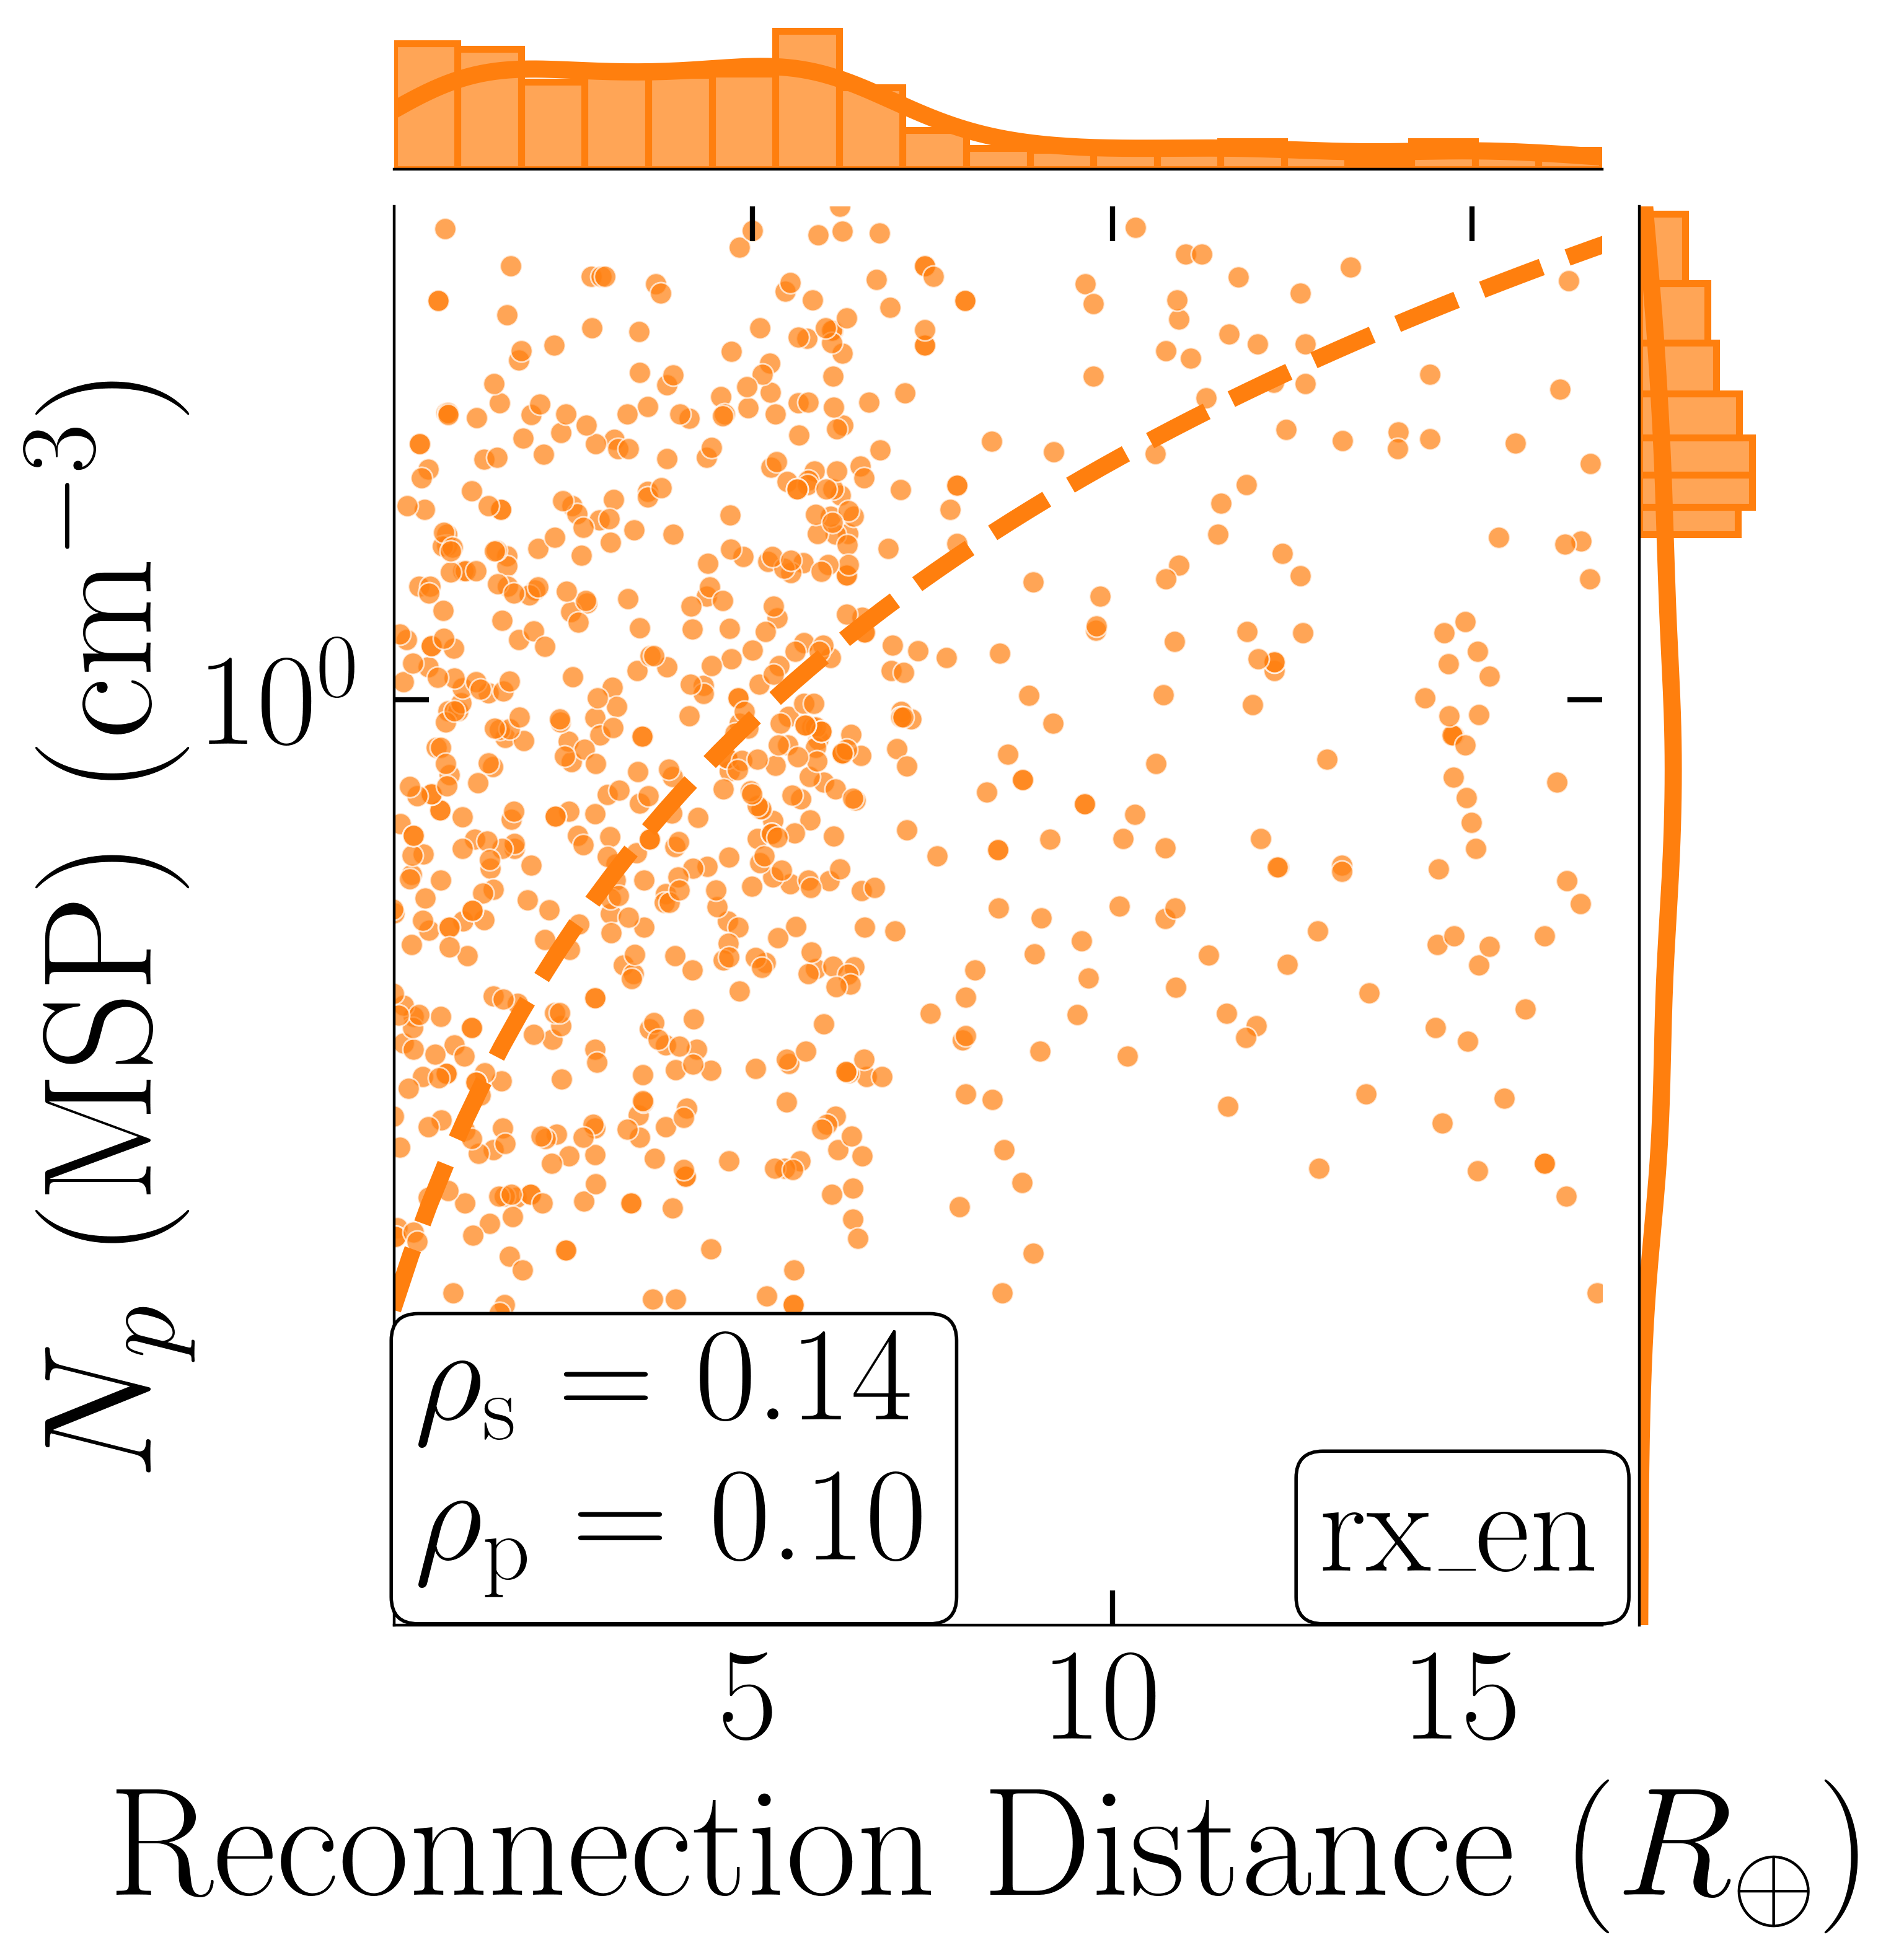 N_p (MSP) (cm^−3)
10^0
ρ_s = 0.14
ρ_p = 0.10
rx_en
5 10 15
Reconnection Distance (R_⊕)